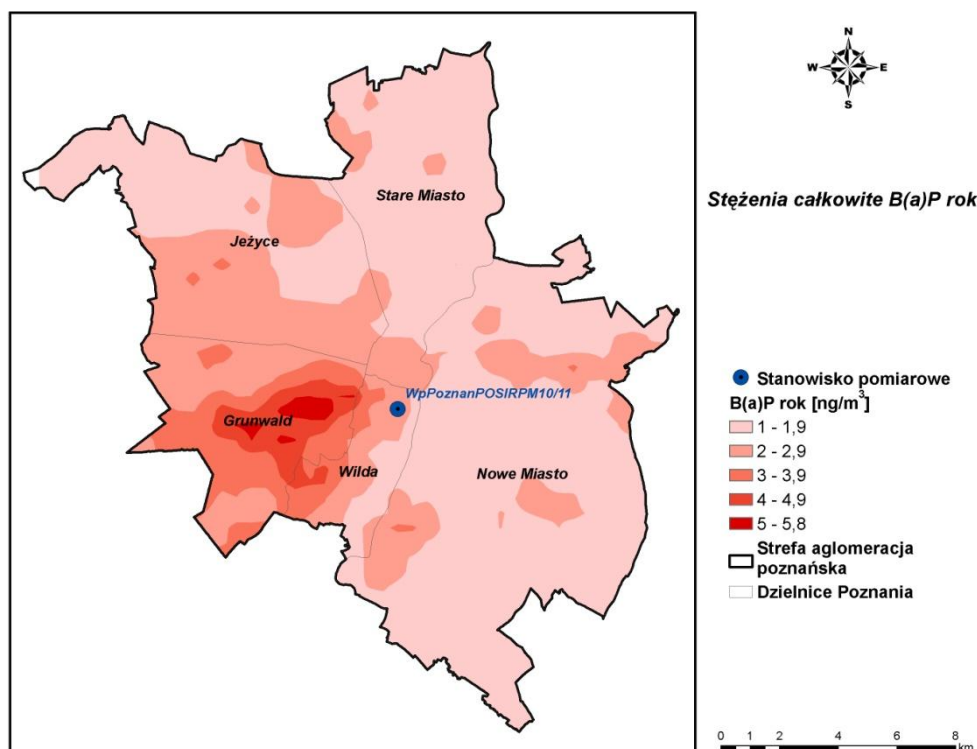 N
W E
S
Stężenia całkowite B(a)P rok
Stare Miasto
Jeżyce
WpPoznanPOSIRPM10/11
Grunwald
Wilda
Nowe Miasto
Stanowisko pomiarowe
B(a)P rok [ng/m³]
1 - 1,9
2 - 2,9
3 - 3,9
4 - 4,9
5 - 5,8
Strefa aglomeracja
poznańska
Dzielnice Poznania
0 1 2 4 6 8
km